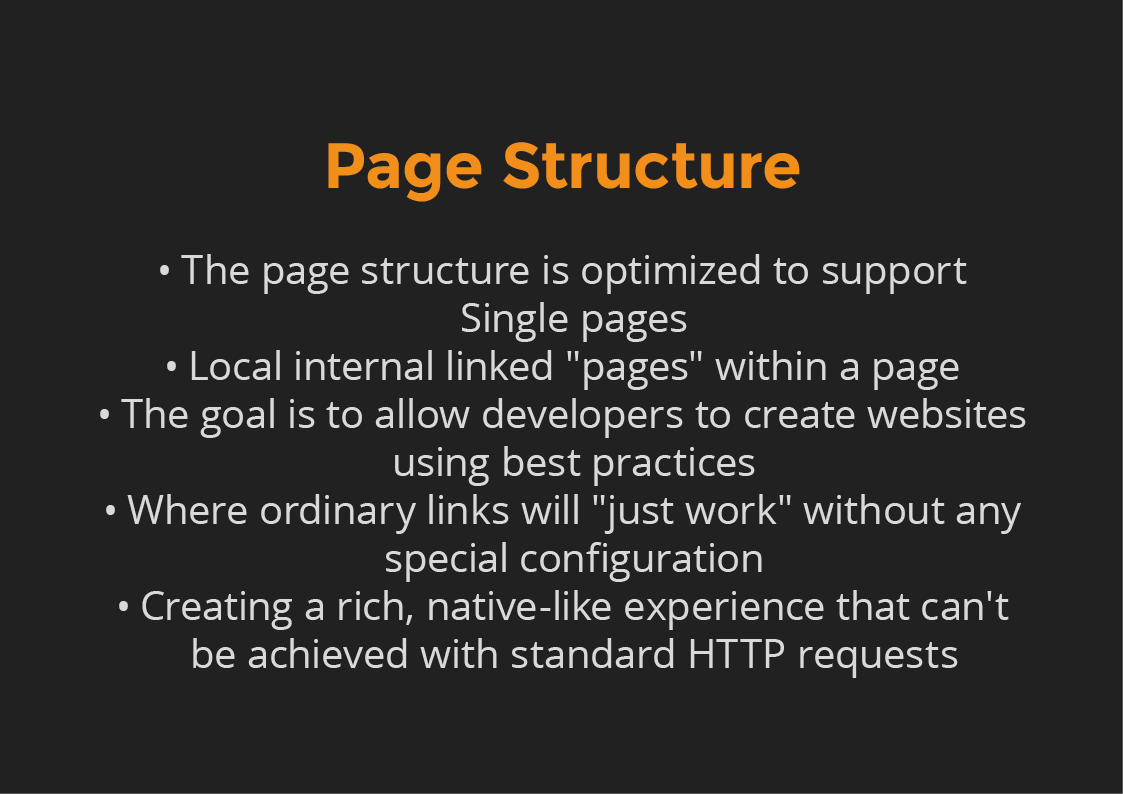 Page Structure
• The page structure is optimized to support
Single pages
• Local internal linked "pages" within a page
• The goal is to allow developers to create websites
using best practices
• Where ordinary links will "just work" without any
special configuration
• Creating a rich, native-like experience that can't
be achieved with standard HTTP requests